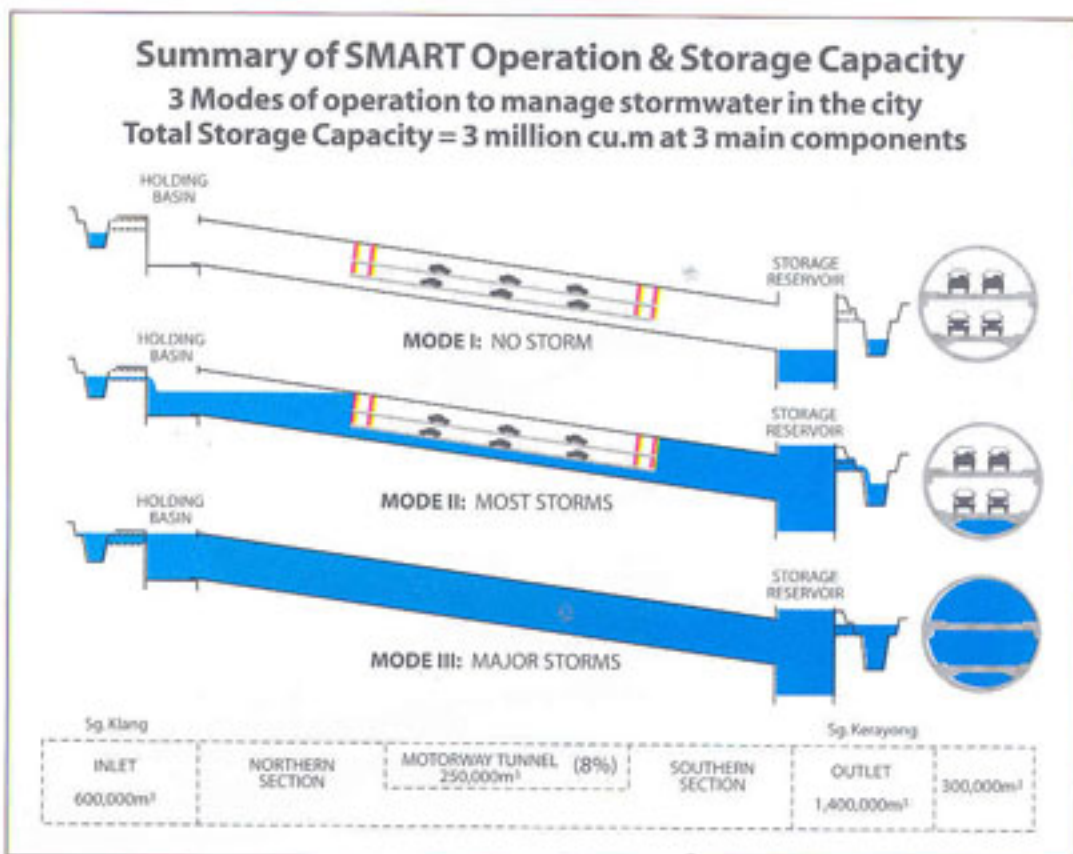 Summary of SMART Operation & Storage Capacity
3 Modes of operation to manage stormwater in the city
Total Storage Capacity = 3 million cu.m at 3 main components
HOLDING
BASIN
STORAGE
RESERVOIR
MODE I: NO STORM
HOLDING
BASIN
STORAGE
RESERVOIR
MODE II: MOST STORMS
HOLDING
BASIN
STORAGE
RESERVOIR
MODE III: MAJOR STORMS
Sg. Klang
Sg. Kerayong
INLET
600,000m³
NORTHERN
SECTION
MOTORWAY TUNNEL (8%)
250,000m³
SOUTHERN
SECTION
OUTLET
1,400,000m³
300,000m³